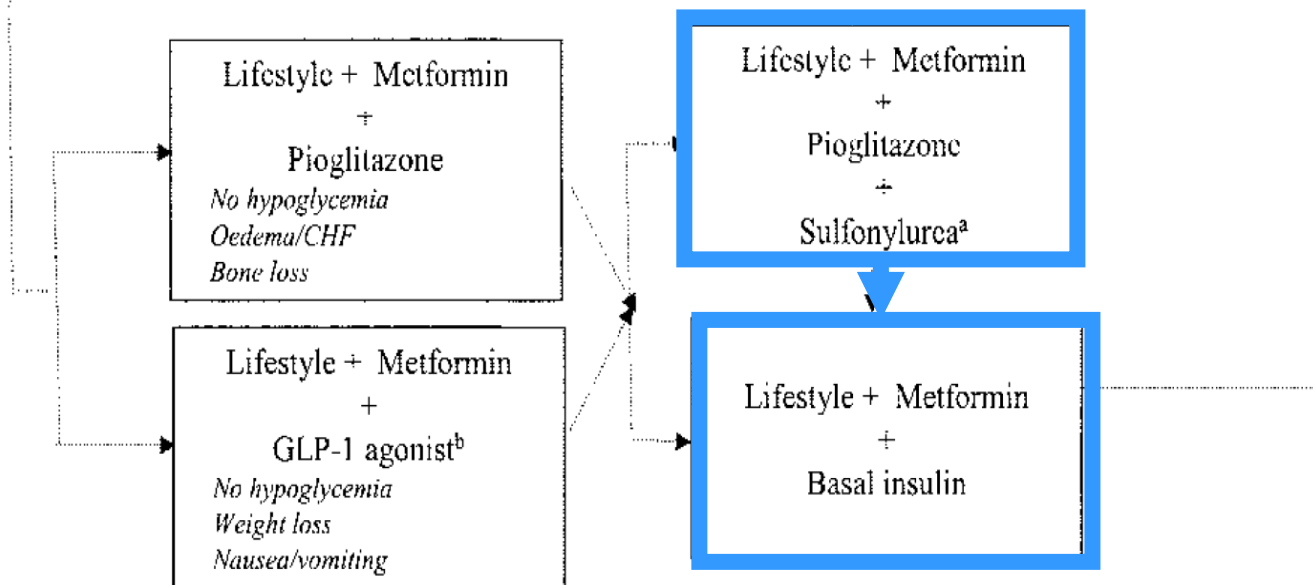 Lifestyle + Metformin
+
Pioglitazone
No hypoglycemia
Oedema/CHF
Bone loss
Lifestyle + Metformin
+
GLP-1 agonistᵇ
No hypoglycemia
Weight loss
Nausea/vomiting
Lifestyle + Metformin
+
Pioglitazone
+
Sulfonylureaᵃ
Lifestyle + Metformin
+
Basal insulin